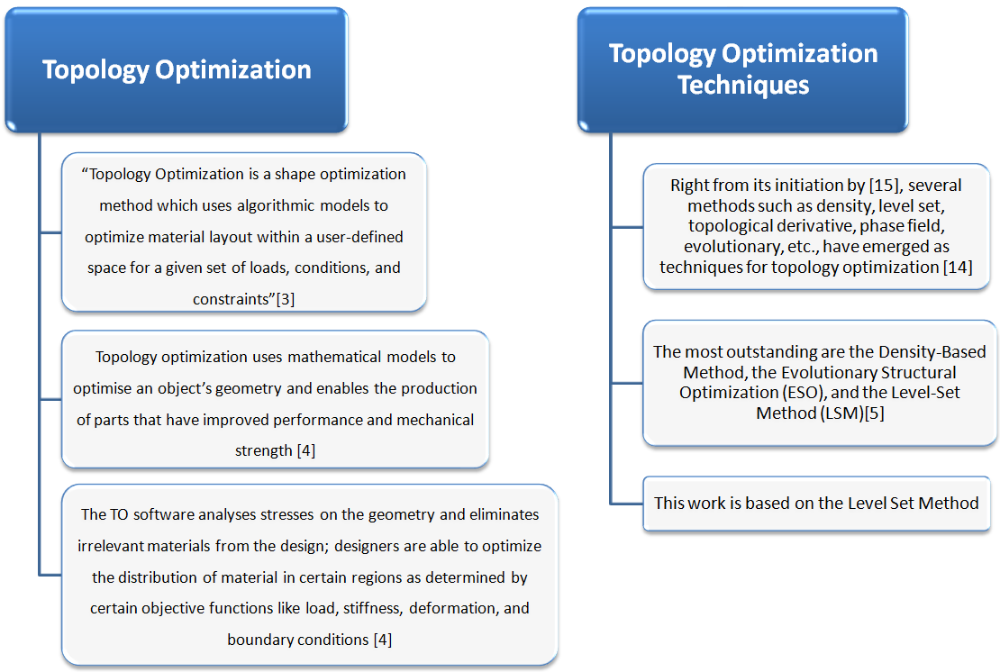 Topology Optimization
“Topology Optimization is a shape optimization
method which uses algorithmic models to
optimize material layout within a user-defined
space for a given set of loads, conditions, and
constraints”[3]
Topology optimization uses mathematical models to
optimise an object’s geometry and enables the production
of parts that have improved performance and mechanical
strength [4]
The TO software analyses stresses on the geometry and eliminates
irrelevant materials from the design; designers are able to optimize
the distribution of material in certain regions as determined by
certain objective functions like load, stiffness, deformation, and
boundary conditions [4]
Topology Optimization
Techniques
Right from its initiation by [15], several
methods such as density, level set,
topological derivative, phase field,
evolutionary, etc., have emerged as
techniques for topology optimization [14]
The most outstanding are the Density-Based
Method, the Evolutionary Structural
Optimization (ESO), and the Level-Set
Method (LSM)[5]
This work is based on the Level Set Method